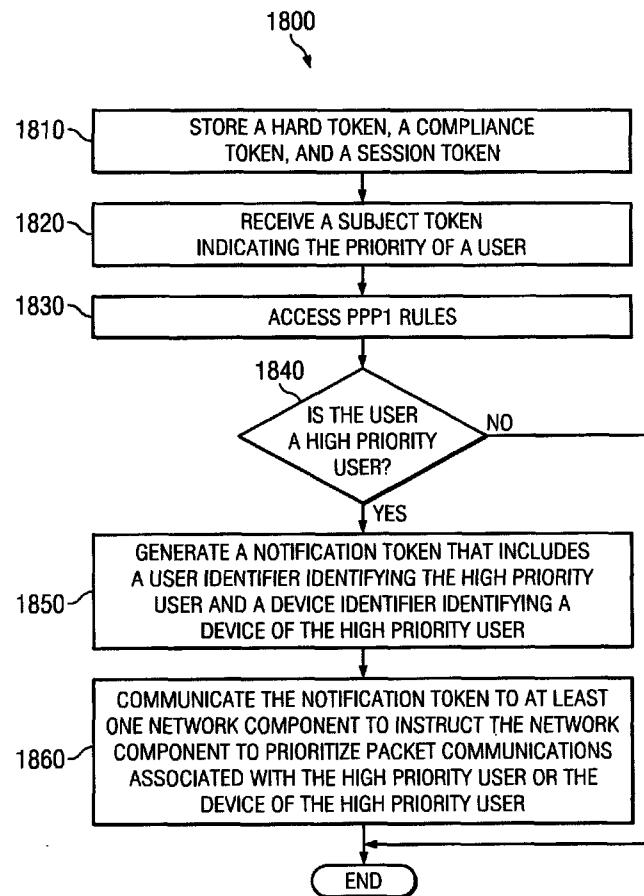 1800
1810
STORE A HARD TOKEN, A COMPLIANCE
TOKEN, AND A SESSION TOKEN
1820
RECEIVE A SUBJECT TOKEN
INDICATING THE PRIORITY OF A USER
1830
ACCESS PPP1 RULES
1840
IS THE USER
A HIGH PRIORITY
USER?
NO
YES
1850
GENERATE A NOTIFICATION TOKEN THAT INCLUDES
A USER IDENTIFIER IDENTIFYING THE HIGH PRIORITY
USER AND A DEVICE IDENTIFIER IDENTIFYING A
DEVICE OF THE HIGH PRIORITY USER
1860
COMMUNICATE THE NOTIFICATION TOKEN TO AT LEAST
ONE NETWORK COMPONENT TO INSTRUCT THE NETWORK
COMPONENT TO PRIORITIZE PACKET COMMUNICATIONS
ASSOCIATED WITH THE HIGH PRIORITY USER OR THE
DEVICE OF THE HIGH PRIORITY USER
END